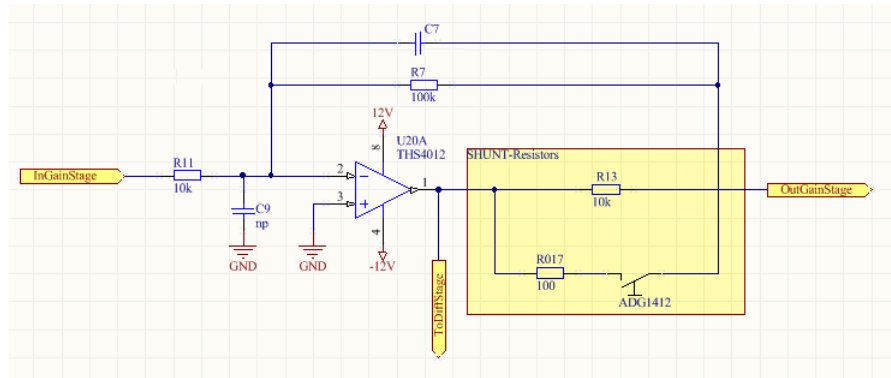 C7
R7
100k
12V
8
U20A
THS4012
SHUNT-Resistors
R11
InGainStage
10k
2
3
1
R13
10k
OutGainStage
C9
np
4
GND
GND
-12V
R017
100
ADG1412
ToDiffStage